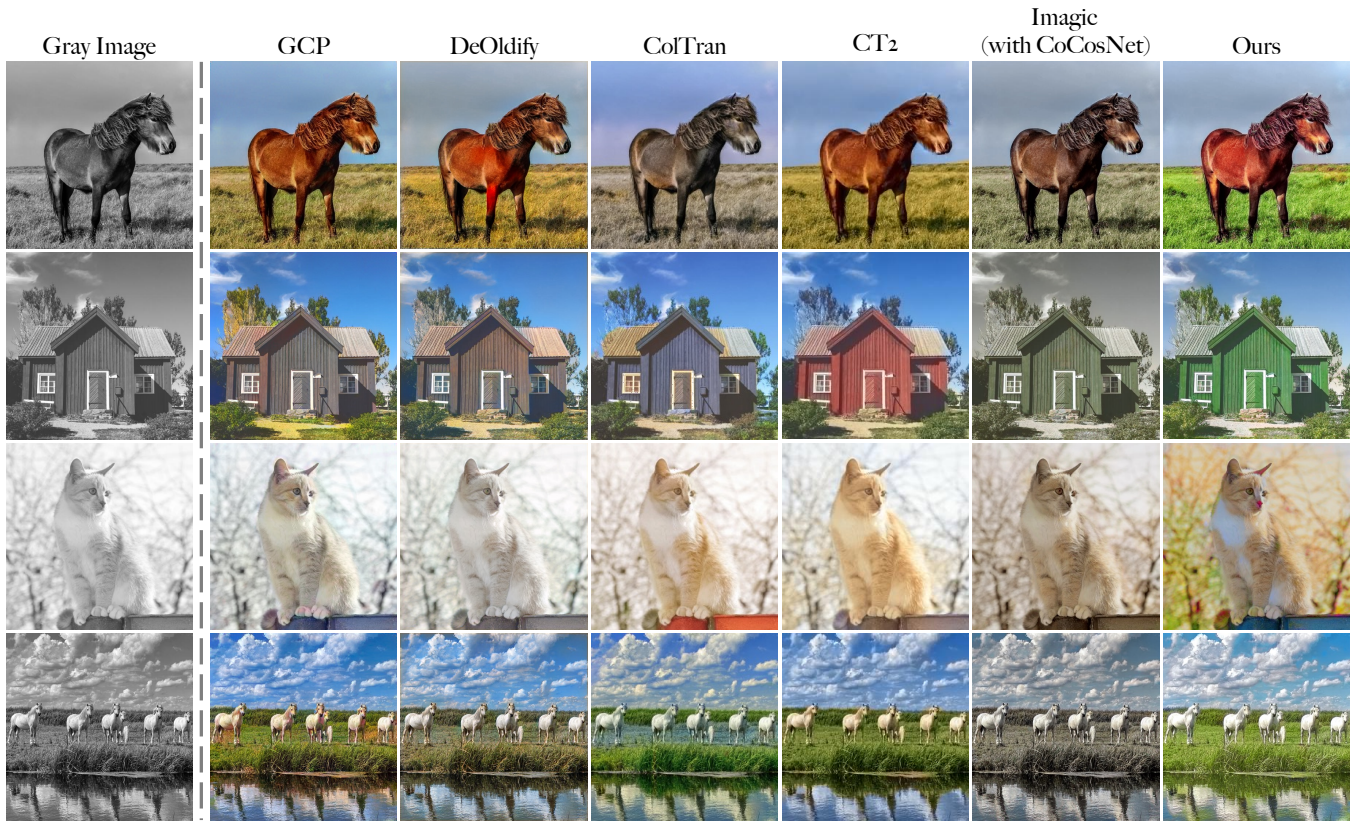 Gray Image
GCP
DeOldify
ColTran
CT2
Imagic
(with CoCosNet)
Ours